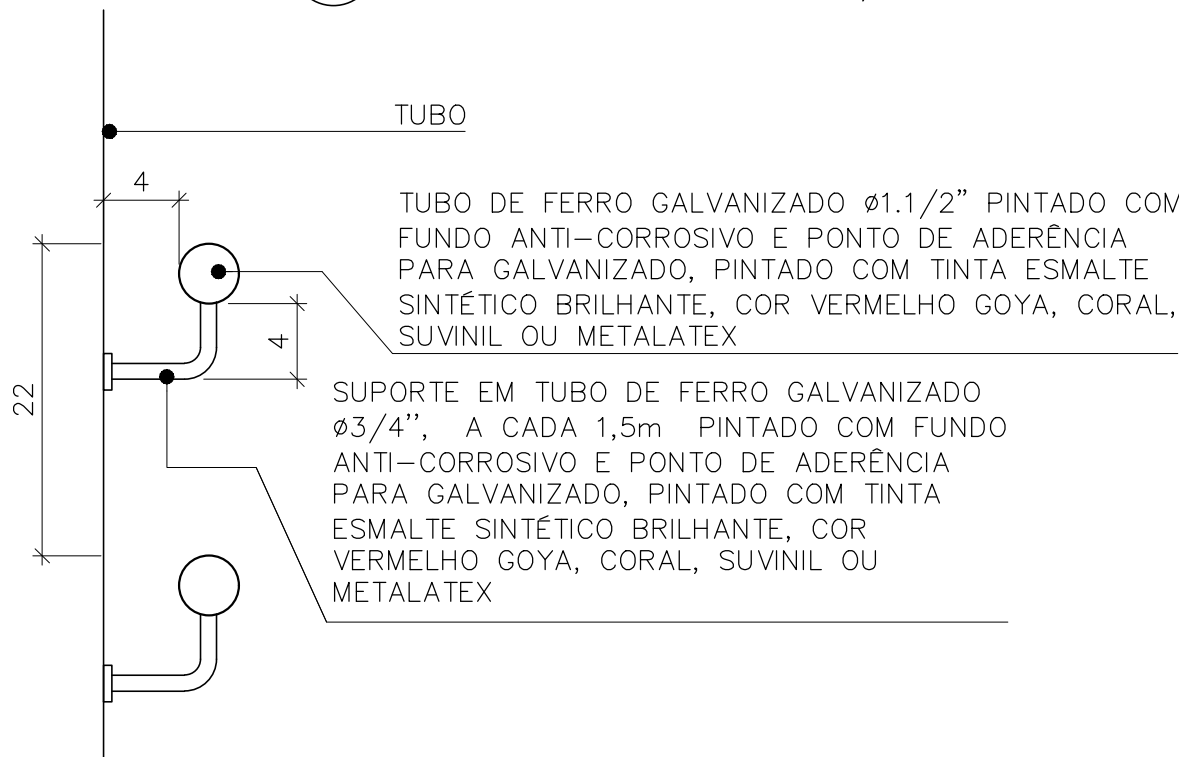 TUBO
4
TUBO DE FERRO GALVANIZADO ø1.1/2” PINTADO COM
FUNDO ANTI-CORROSIVO E PONTO DE ADERÊNCIA
PARA GALVANIZADO, PINTADO COM TINTA ESMALTE
SINTÉTICO BRILHANTE, COR VERMELHO GOYA, CORAL,
SUVINIL OU METALATEX
4
22
SUPORTE EM TUBO DE FERRO GALVANIZADO
ø3/4’’, A CADA 1,5m PINTADO COM FUNDO
ANTI-CORROSIVO E PONTO DE ADERÊNCIA
PARA GALVANIZADO, PINTADO COM TINTA
ESMALTE SINTÉTICO BRILHANTE, COR
VERMELHO GOYA, CORAL, SUVINIL OU
METALATEX